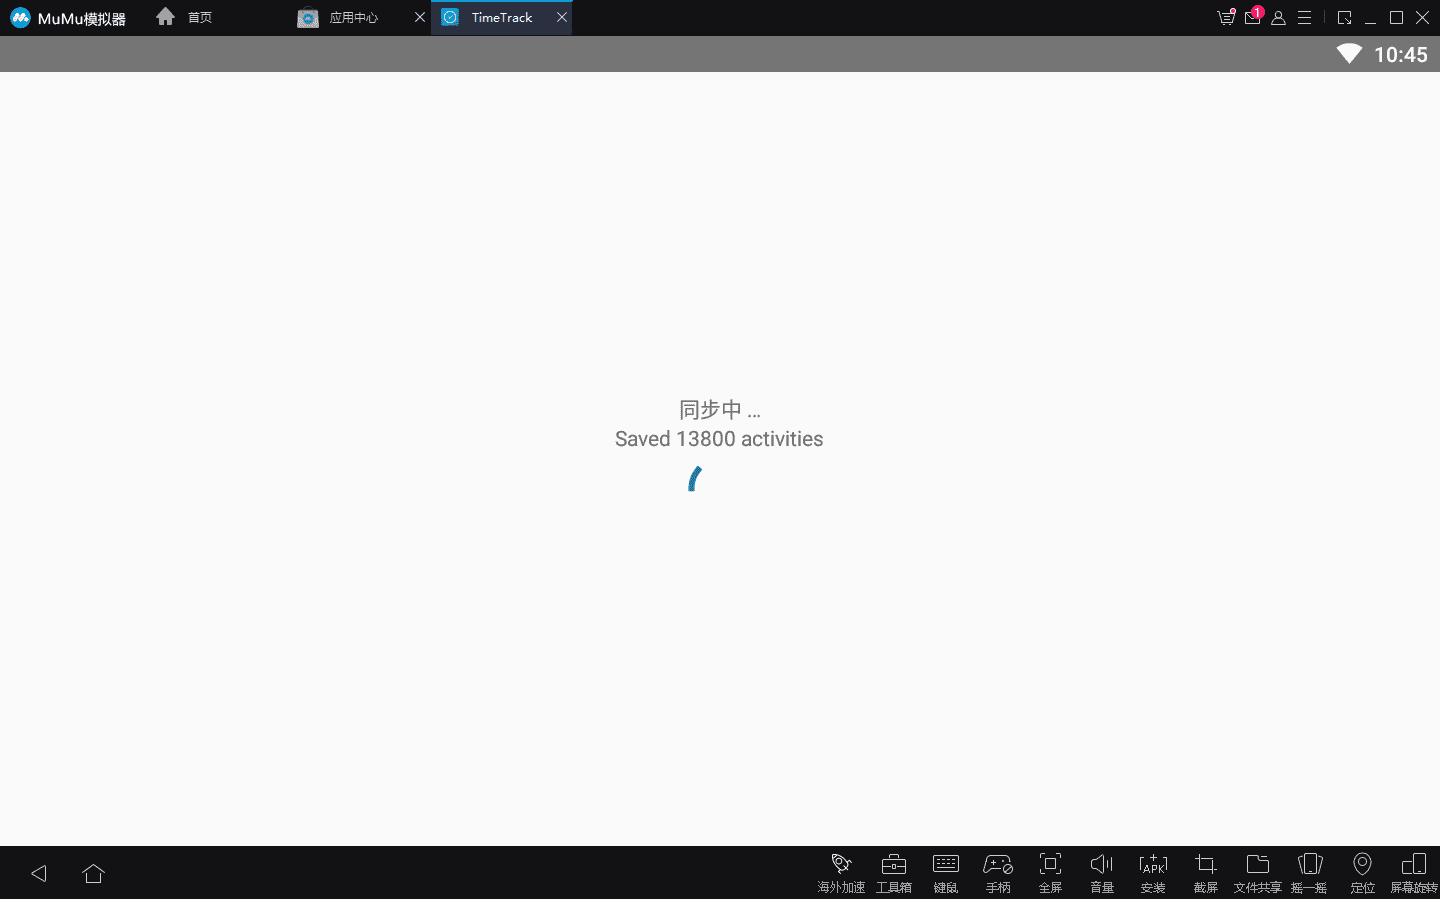 MuMu模拟器
首页
应用中心
TimeTrack
1
10:45
同步中 ...
Saved 13800 activities
海外加速
工具箱
键鼠
手柄
全屏
音量
APK
安装
截屏
文件共享
摇一摇
定位
屏幕旋转